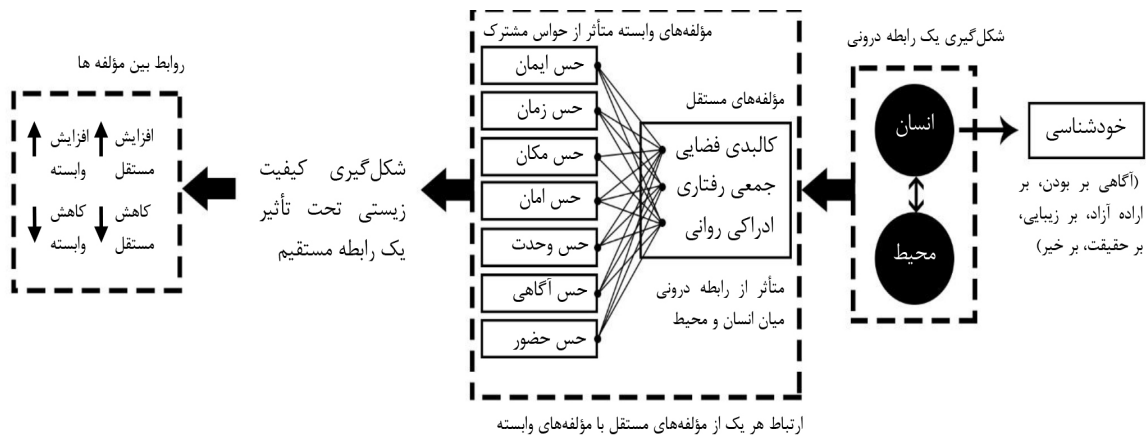 شکل‌گیری یک رابطه درونی
انسان
محیط
خودشناسی
(آگاهی بر بودن، بر
اراده آزاد، بر زیبایی،
بر حقیقت، بر خیر)
مؤلفه‌های وابسته متأثر از حواس مشترک
مؤلفه‌های مستقل
کالبدی فضایی
جمعی رفتاری
ادراکی روانی
متأثر از رابطه درونی
میان انسان و محیط
حس ایمان
حس زمان
حس مکان
حس امان
حس وحدت
حس آگاهی
حس حضور
ارتباط هر یک از مؤلفه‌های مستقل با مؤلفه‌های وابسته
شکل‌گیری کیفیت
زیستی تحت تأثیر
یک رابطه مستقیم
روابط بین مؤلفه ها
افزایش
مستقل
افزایش
وابسته
کاهش
مستقل
کاهش
وابسته